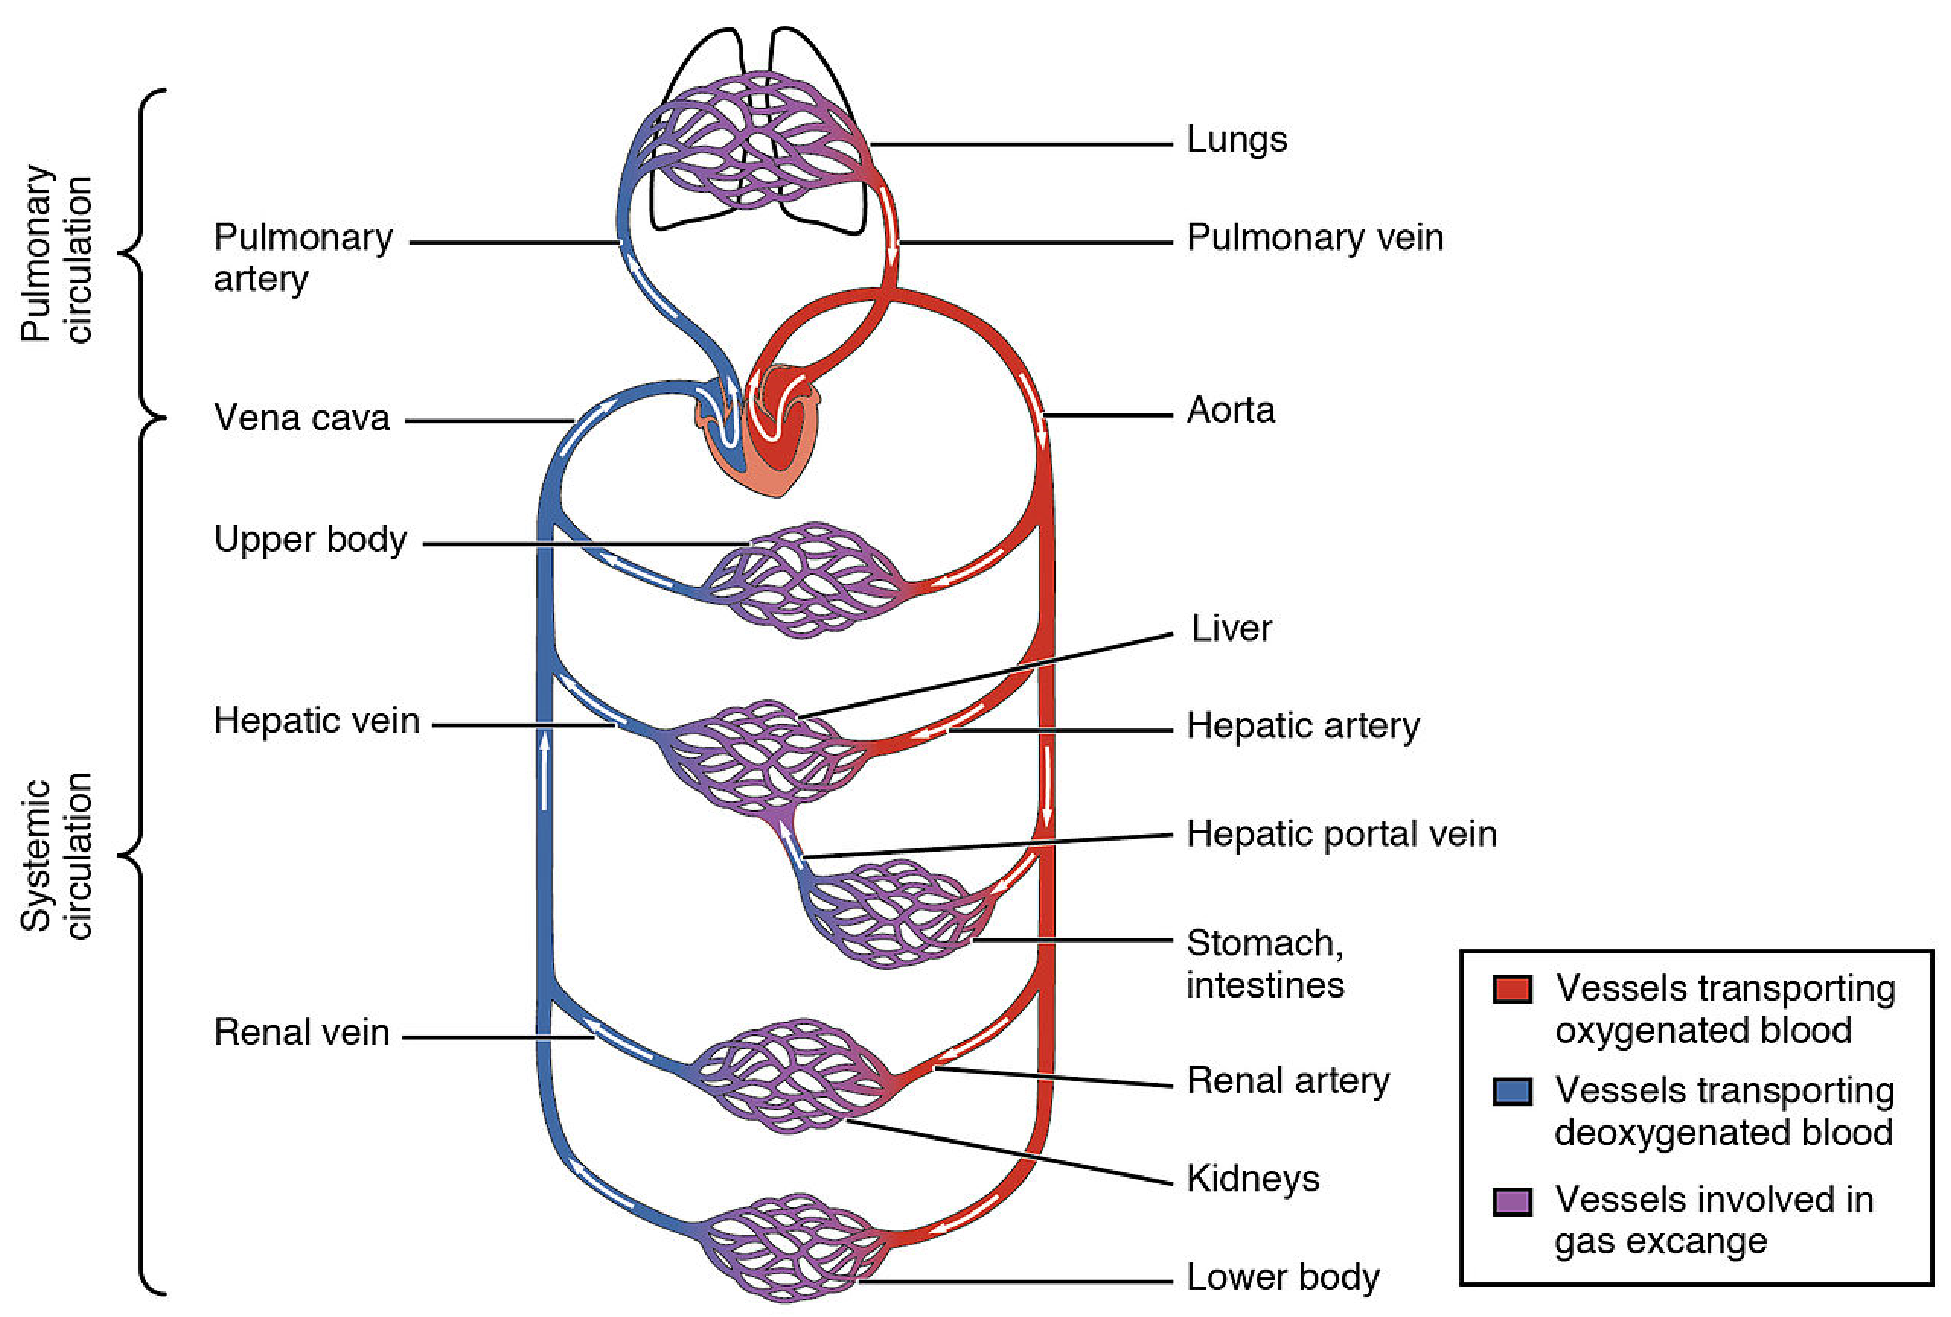 Pulmonary
circulation
Systemic
circulation
Pulmonary
artery
Vena cava
Upper body
Hepatic vein
Renal vein
Lungs
Pulmonary vein
Aorta
Liver
Hepatic artery
Hepatic portal vein
Stomach,
intestines
Renal artery
Kidneys
Lower body
Vessels transporting
oxygenated blood
Vessels transporting
deoxygenated blood
Vessels involved in
gas excange